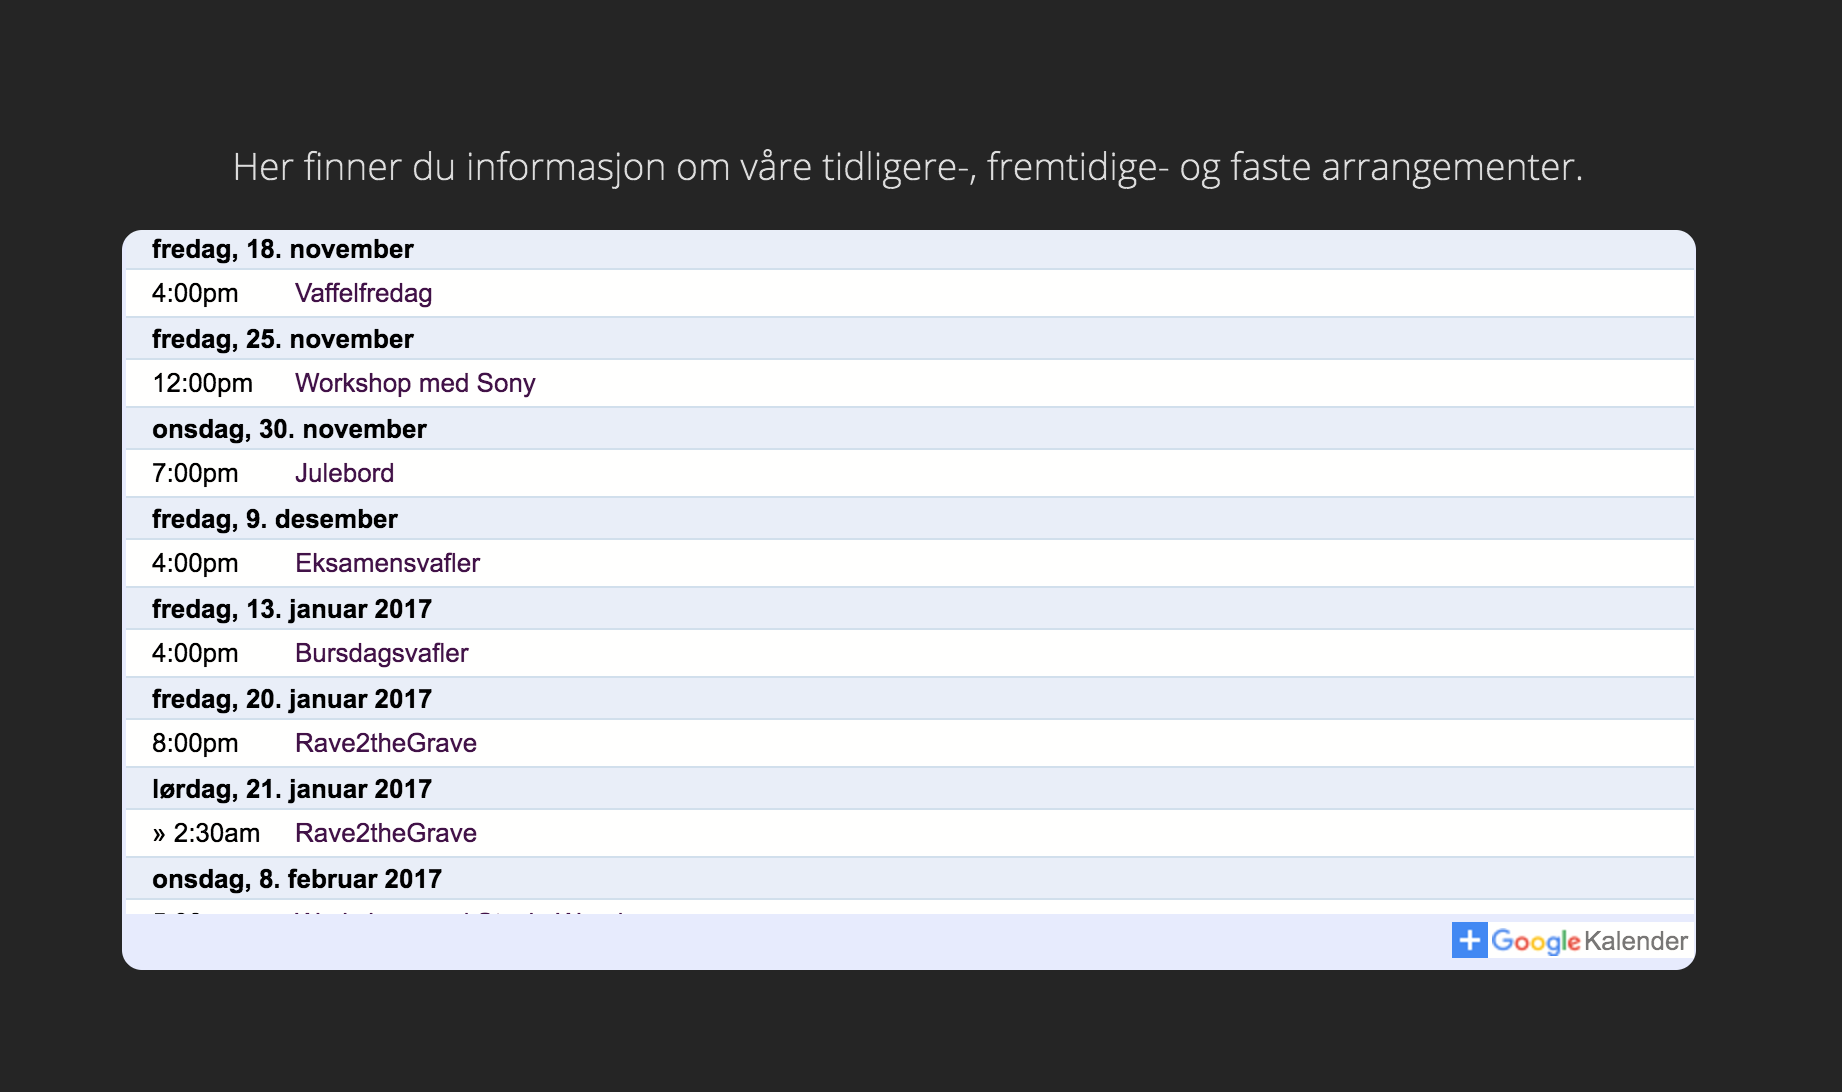 Her finner du informasjon om våre tidligere-, fremtidige- og faste arrangementer.
fredag, 18. november
4:00pm Vaffelfredag
fredag, 25. november
12:00pm Workshop med Sony
onsdag, 30. november
7:00pm Julebord
fredag, 9. desember
4:00pm Eksamensvafler
fredag, 13. januar 2017
4:00pm Bursdagsvafler
fredag, 20. januar 2017
8:00pm Rave2theGrave
lørdag, 21. januar 2017
» 2:30am Rave2theGrave
onsdag, 8. februar 2017
Google Kalender